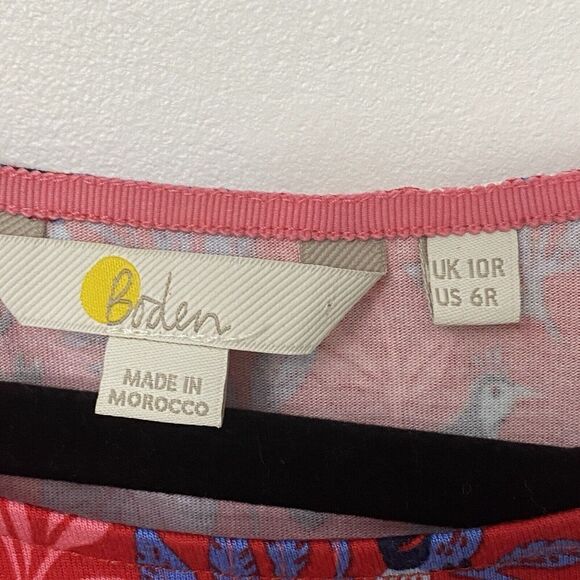 Boden
MADE IN
MOROCCO
UK 10R
US 6R